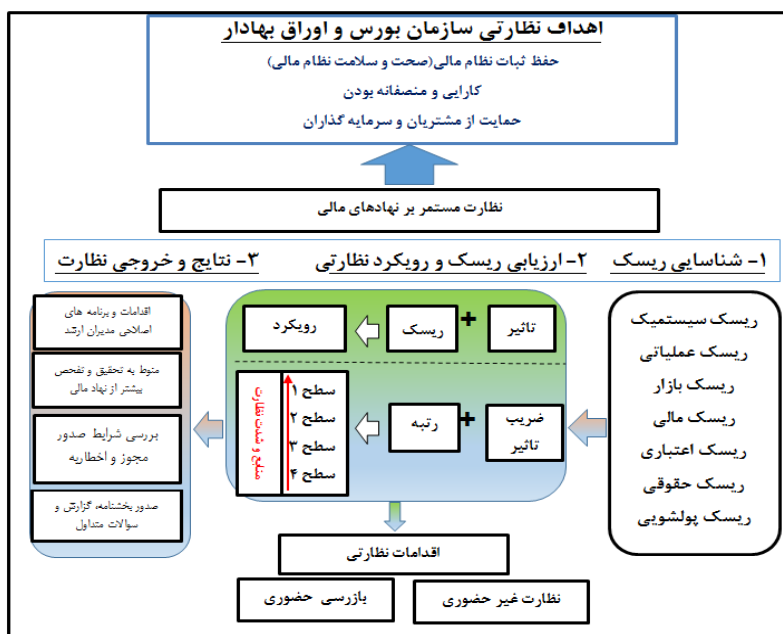 اهداف نظارتی سازمان بورس و اوراق بهادار
حفظ ثبات نظام مالی(صحت و سلامت نظام مالی)
کارایی و منصفانه بودن
حمایت از مشتریان و سرمایه گذاران
نظارت مستمر بر نهادهای مالی
۱- شناسایی ریسک
ریسک سیستمیک
ریسک عملیاتی
ریسک بازار
ریسک مالی
ریسک اعتباری
ریسک حقوقی
ریسک پولشویی
۲- ارزیابی ریسک و رویکرد نظارتی
تاثیر
+
ریسک
رویکرد
ضریب
تاثیر
+
رتبه
سطح ۱
سطح ۲
سطح ۳
سطح ۴
منابع و شدت نظارت
۳- نتایج و خروجی نظارت
اقدامات و برنامه های
اصلاحی مدیران ارشد
منوط به تحقیق و تفحص
بیشتر از نهاد مالی
بررسی شرایط صدور
مجوز و اخطاریه
صدور بخشنامه، گزارش و
سوالات متداول
اقدامات نظارتی
نظارت غیر حضوری
بازرسی حضوری